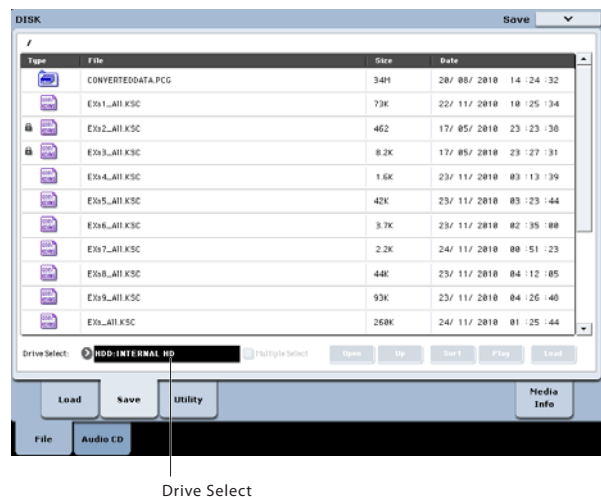 DISK Save
/
Type File Size Date
CONVERTEDDATA.PCG 34M 20/ 08/ 2010 14 :24 :32
EXs1_All.KSC 73K 22/ 11/ 2010 10 :25 :34
EXs2_All.KSC 462 17/ 05/ 2010 23 :23 :38
EXs3_All.KSC 8.2K 17/ 05/ 2010 23 :27 :31
EXs4_All.KSC 1.6K 23/ 11/ 2010 03 :13 :39
EXs5_All.KSC 42K 23/ 11/ 2010 03 :23 :44
EXs6_All.KSC 3.7K 23/ 11/ 2010 02 :35 :00
EXs7_All.KSC 2.2K 24/ 11/ 2010 00 :51 :23
EXs8_All.KSC 44K 23/ 11/ 2010 04 :12 :05
EXs9_All.KSC 93K 23/ 11/ 2010 04 :26 :40
EXs_All.KSC 260K 24/ 11/ 2010 01 :25 :44
Drive Select: HDD:INTERNAL HD Multiple Select Open Up Sort Play Load
Load Save Utility Media Info
File Audio CD
Drive Select